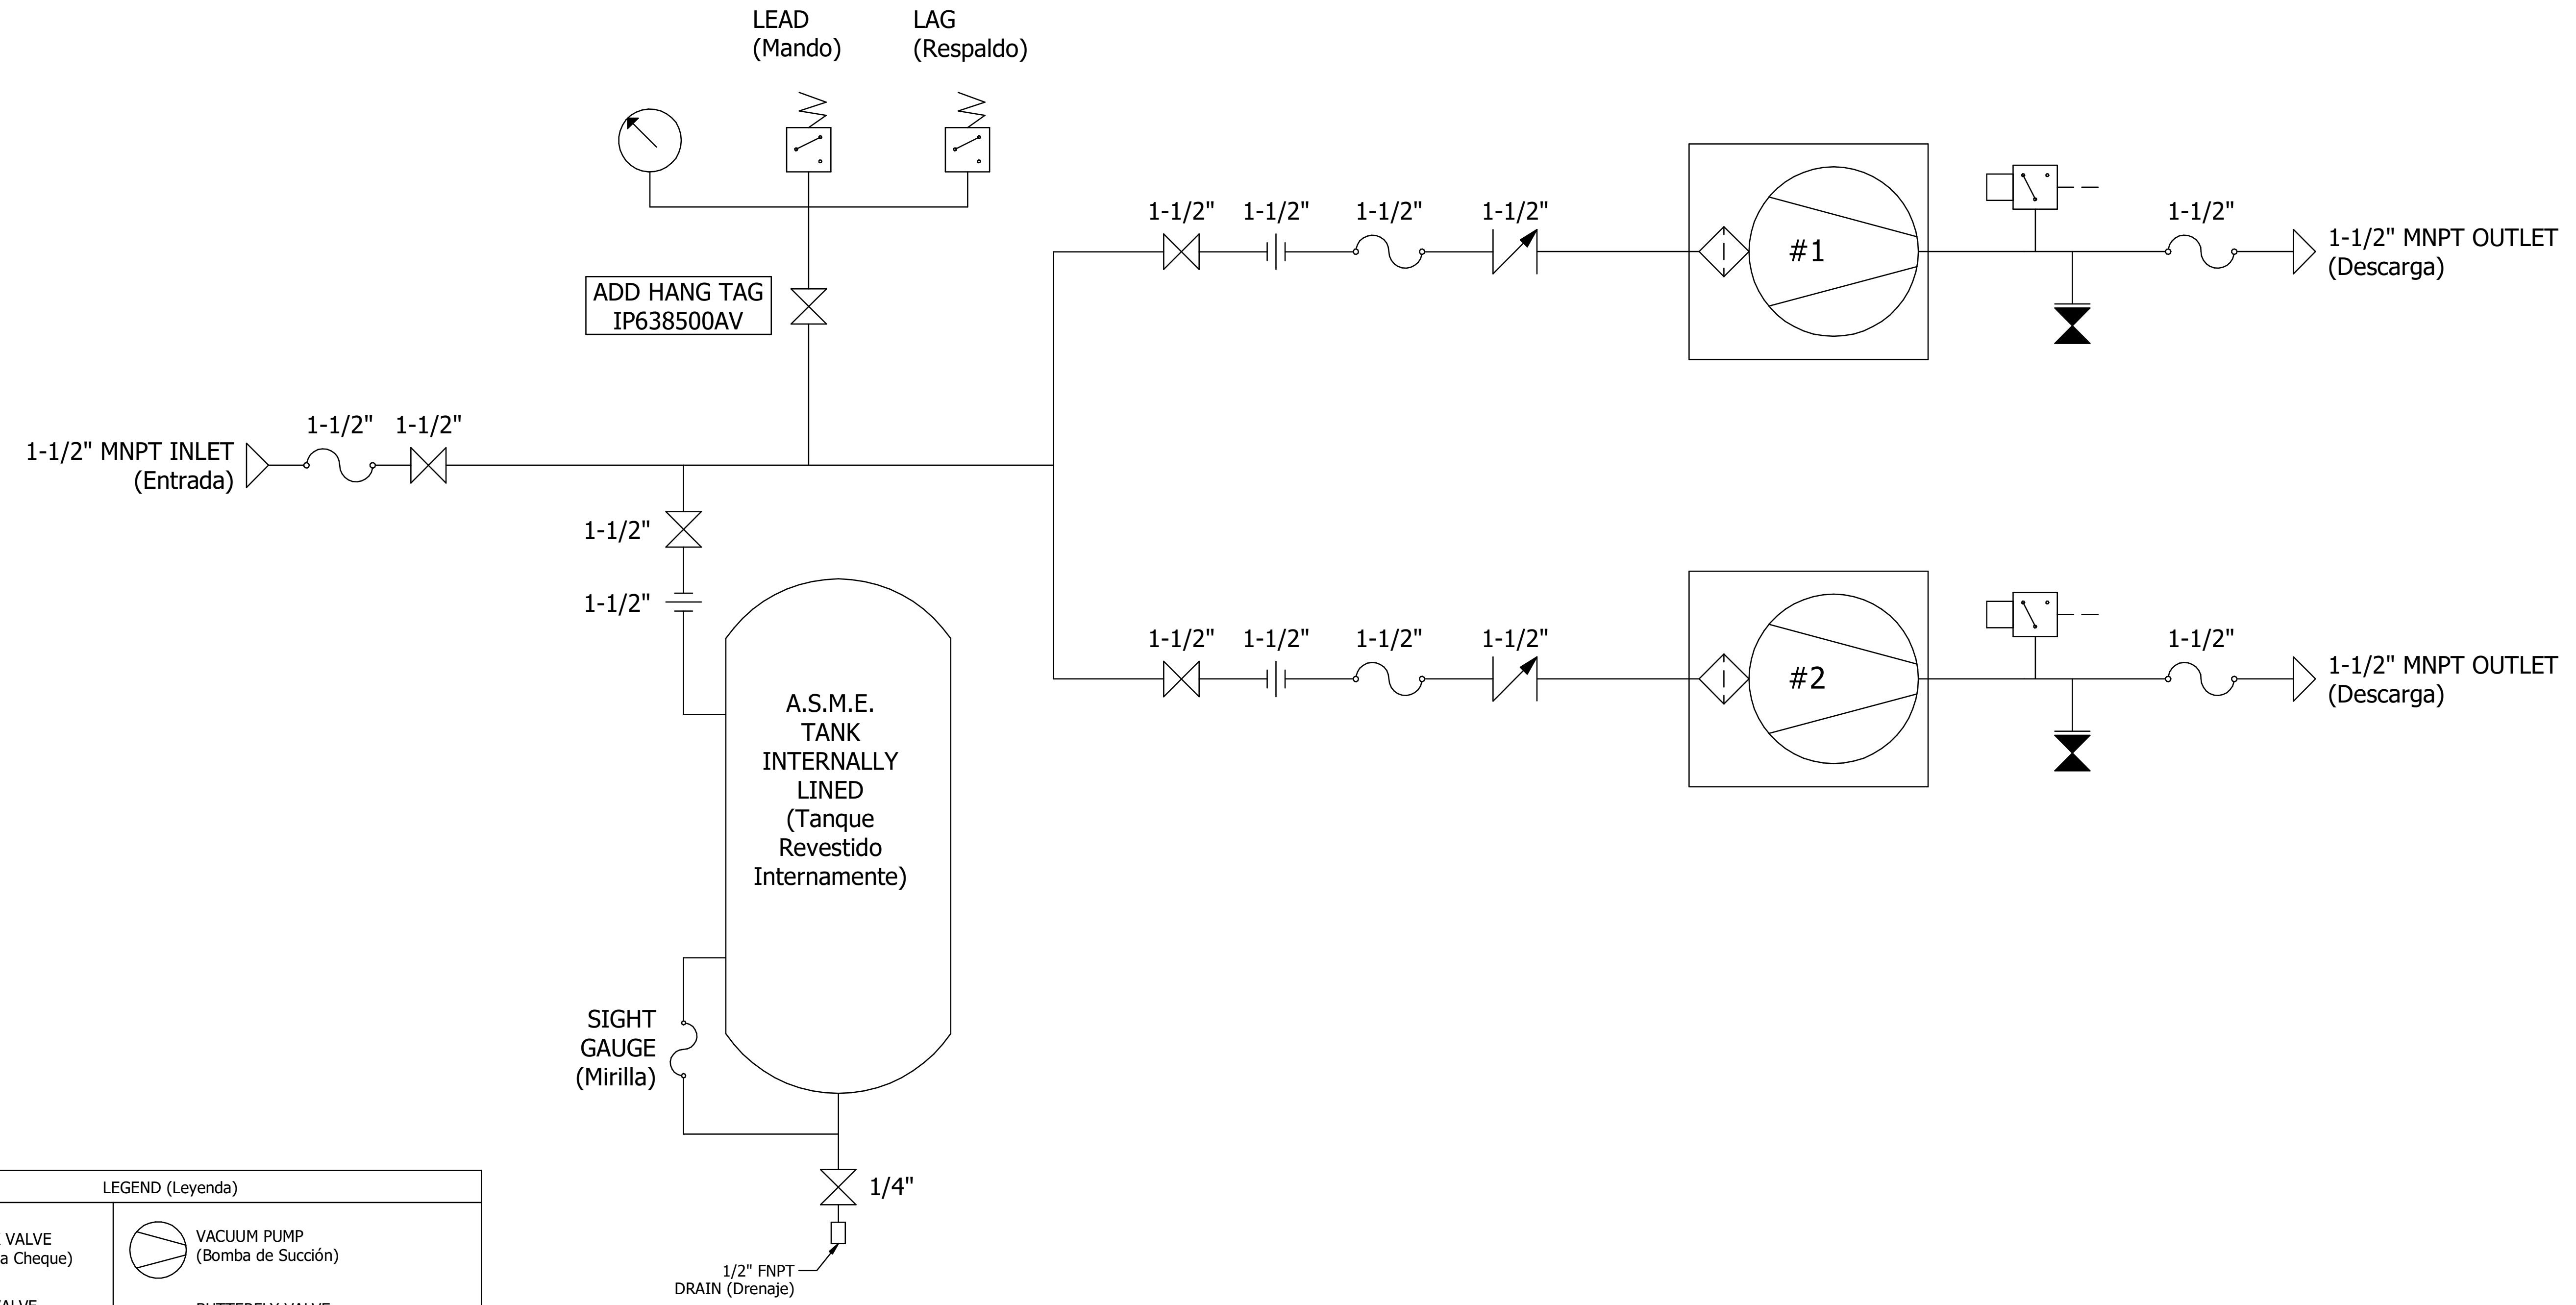 LEAD
(Mando)
LAG
(Respaldo)
1-1/2" 1-1/2" 1-1/2" 1-1/2"
#1
1-1/2"
1-1/2" MNPT OUTLET
(Descarga)
ADD HANG TAG
IP638500AV
1-1/2" MNPT INLET
(Entrada)
1-1/2" 1-1/2"
1-1/2"
1-1/2"
A.S.M.E.
TANK
INTERNALLY
LINED
(Tanque
Revestido
Internamente)
1-1/2" 1-1/2" 1-1/2" 1-1/2"
#2
1-1/2"
1-1/2" MNPT OUTLET
(Descarga)
SIGHT
GAUGE
(Mirilla)
1/4"
1/2" FNPT
DRAIN (Drenaje)
LEGEND (Leyenda)
VALVE
a Cheque)
VACUUM PUMP
(Bomba de Succión)